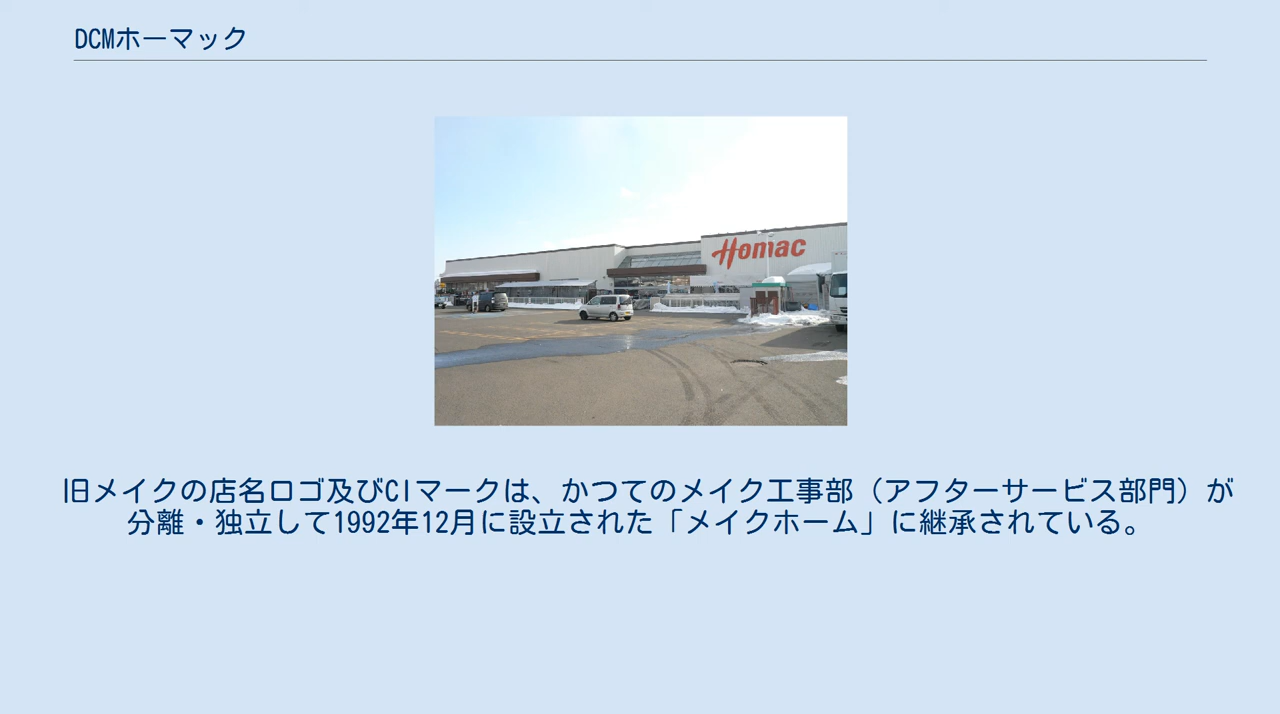 DCMホーマック
Homac
旧メイクの店名ロゴ及びCIマークは、かつてのメイク工事部（アフターサービス部門）が
分離・独立して1992年12月に設立された「メイクホーム」に継承されている。